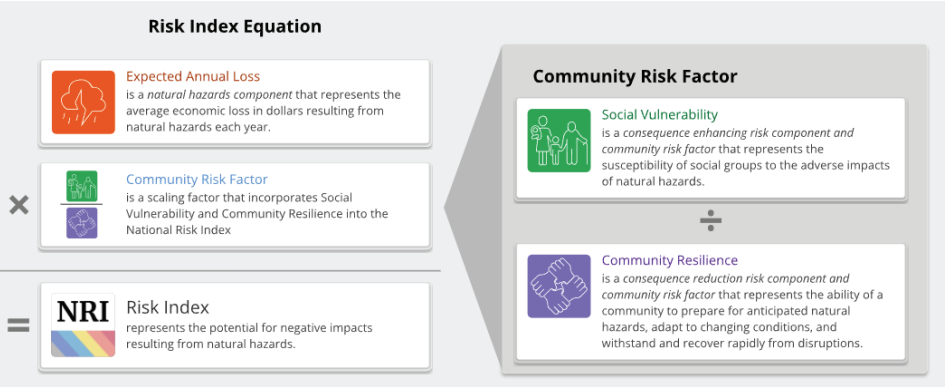 Risk Index Equation
Expected Annual Loss
is a natural hazards component that represents the
average economic loss in dollars resulting from
natural hazards each year.
×
Community Risk Factor
is a scaling factor that incorporates Social
Vulnerability and Community Resilience into the
National Risk Index
=
NRI
Risk Index
represents the potential for negative impacts
resulting from natural hazards.
Community Risk Factor
Social Vulnerability
is a consequence enhancing risk component and
community risk factor that represents the
susceptibility of social groups to the adverse impacts
of natural hazards.
÷
Community Resilience
is a consequence reduction risk component and
community risk factor that represents the ability of a
community to prepare for anticipated natural
hazards, adapt to changing conditions, and
withstand and recover rapidly from disruptions.